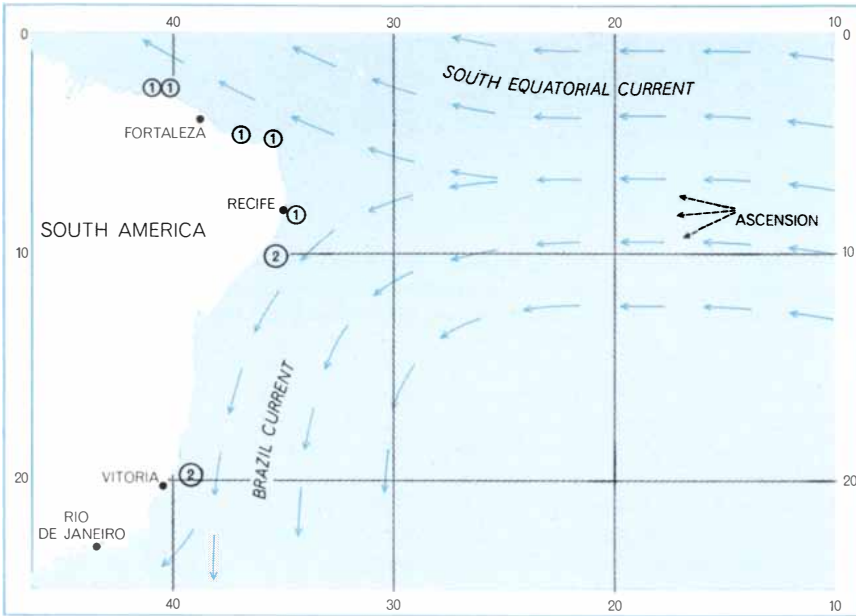 40 30 20 10
0 0
SOUTH EQUATORIAL CURRENT
1 1
FORTALEZA
1 1
RECIFE
1
ASCENSION
SOUTH AMERICA
10 2 10
BRAZIL CURRENT
VITORIA
2
20 20
RIO
DE JANEIRO
40 30 20 10